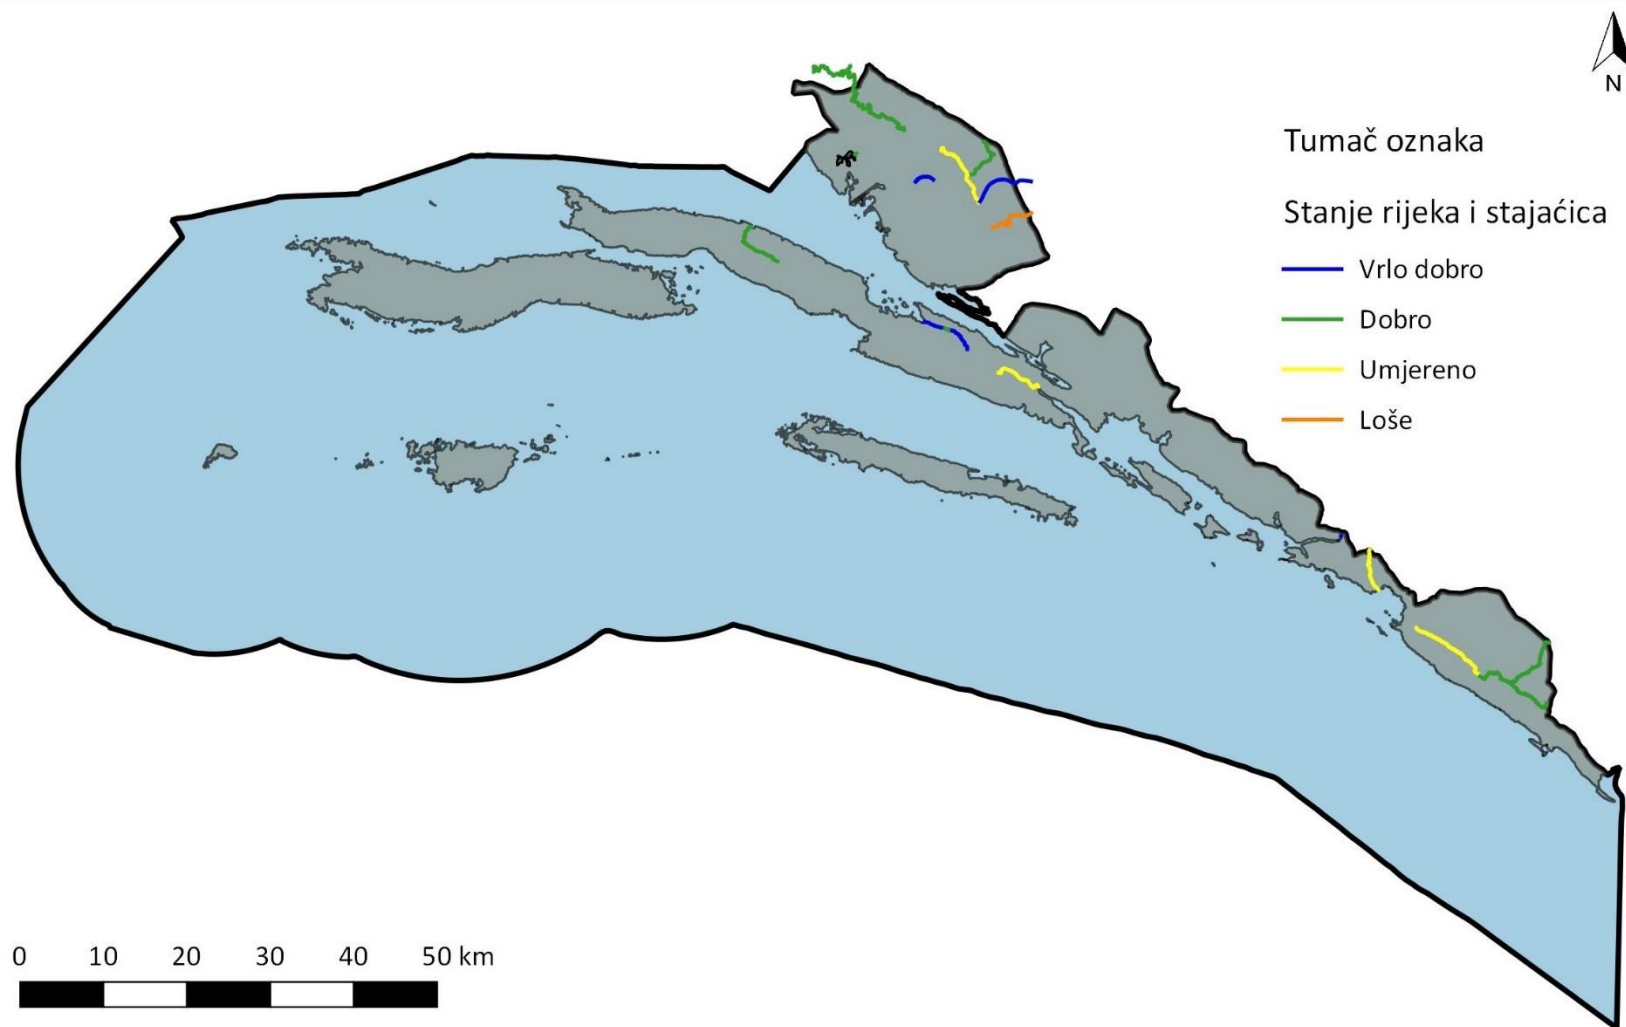 N
Tumač oznaka
Stanje rijeka i stajaćica
Vrlo dobro
Dobro
Umjereno
Loše
0 10 20 30 40 50 km